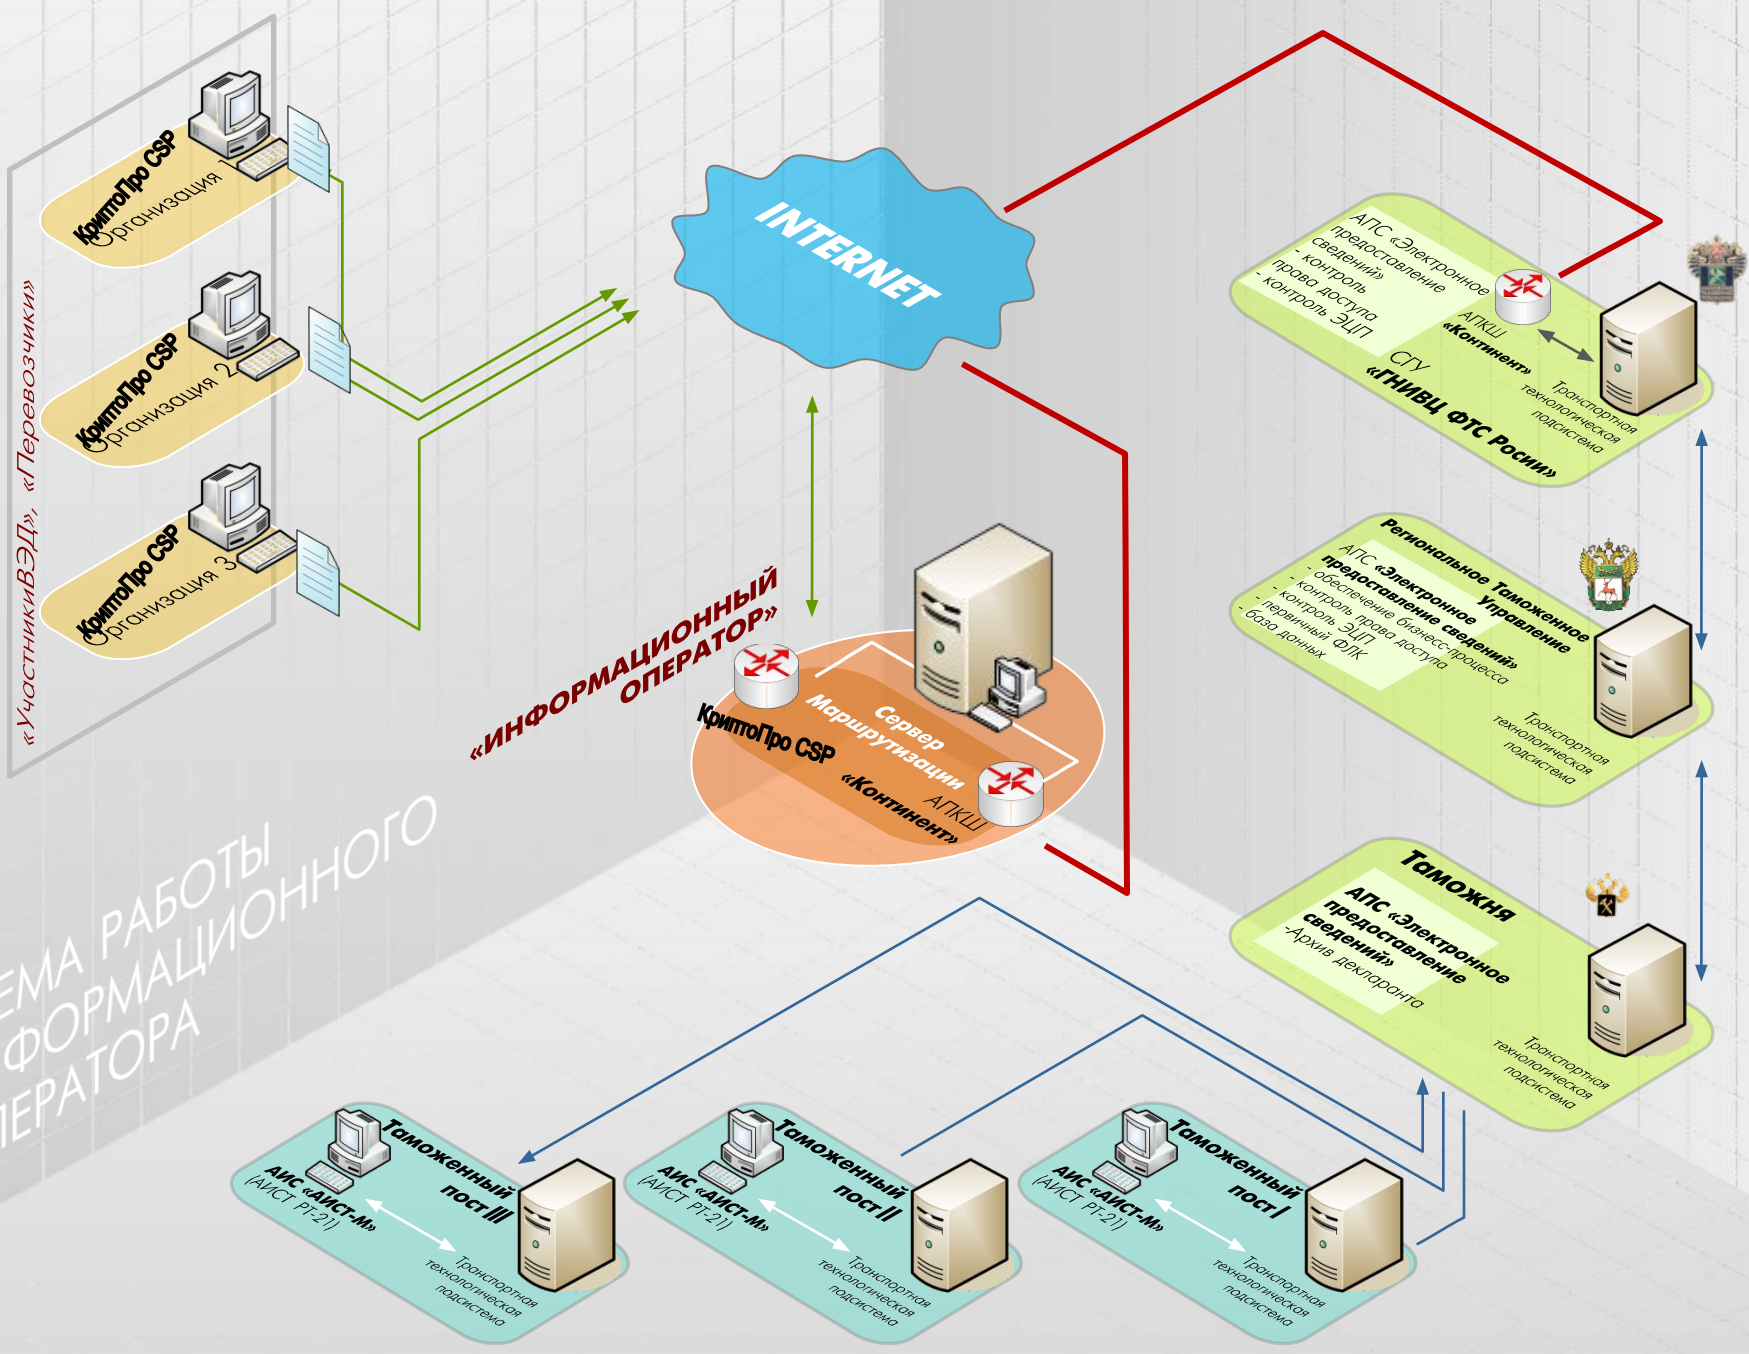 «УчастникиВЭД», «Перевозчики»
КриптоПро CSP
Организация 1
КриптоПро CSP
Организация 2
КриптоПро CSP
Организация 3
INTERNET
«ИНФОРМАЦИОННЫЙ
ОПЕРАТОР»
Сервер
Маршрутизации
КриптоПро CSP
АПКШ
«Континент»
АПС «Электронное
предоставление
сведений»
- контроль
права доступа
- контроль ЭЦП
АПКШ
«Континент»
СГУ
«ГНИВЦ ФТС Росии»
Транспортная
технологическая
подсистема
Региональное Таможенное
Управление
АПС «Электронное
предоставление сведений»
- обеспечение бизнес-процесса
- контроль права доступа
контроль ЭЦП
- первичный ФЛК
- база данных
Транспортная
технологическая
подсистема
Таможня
АПС «Электронное
предоставление
сведений»
-Архив декларанта
Транспортная
технологическая
подсистема
ЕМА РАБОТЫ
ФОРМАЦИОННОГО
ПЕРАТОРА
Таможенный
пост III
АИС «АИСТ-М»
(АИСТ РТ-21)
Транспортная
технологическая
подсистема
Таможенный
пост II
АИС «АИСТ-М»
(АИСТ РТ-21)
Транспортная
технологическая
подсистема
Таможенный
пост I
АИС «АИСТ-М»
(АИСТ РТ-21)
Транспортная
технологическая
подсистема